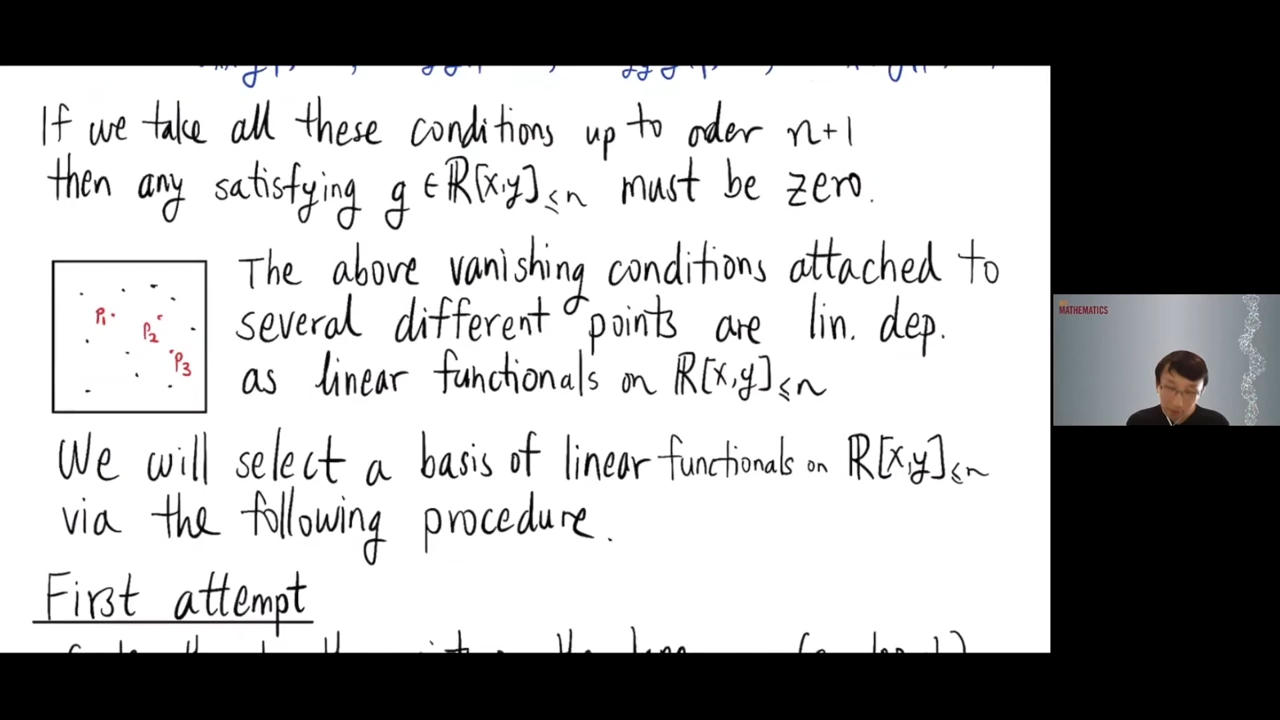 If we take all these conditions up to oder n+1
then any satisfying g ∈ ℝ[x,y]≤n must be zero.
The above vanishing conditions attached to
several different points are lin. dep.
as linear functionals on ℝ[x,y]≤n
P₁
P₂
P₃
We will select a basis of linear functionals on ℝ[x,y]≤n
via the following procedure.
First attempt
MATHEMATICS